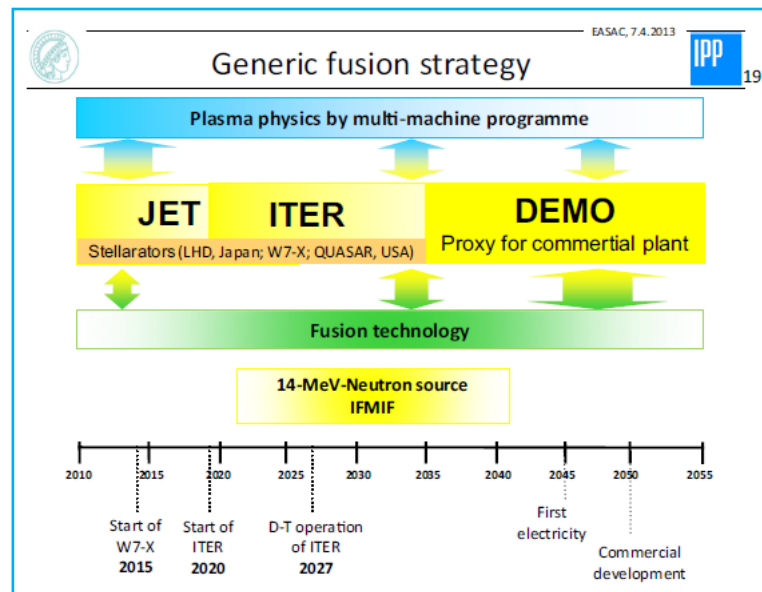 EASAC, 7.4.2013
Generic fusion strategy
IPP
19
Plasma physics by multi-machine programme
JET
ITER
DEMO
Proxy for commertial plant
Stellarators (LHD, Japan; W7-X; QUASAR, USA)
Fusion technology
14-MeV-Neutron source
IFMIF
2010 2015 2020 2025 2030 2035 2040 2045 2050 2055
Start of
W7-X
2015
Start of
ITER
2020
D-T operation
of ITER
2027
First
electricity
Commercial
development